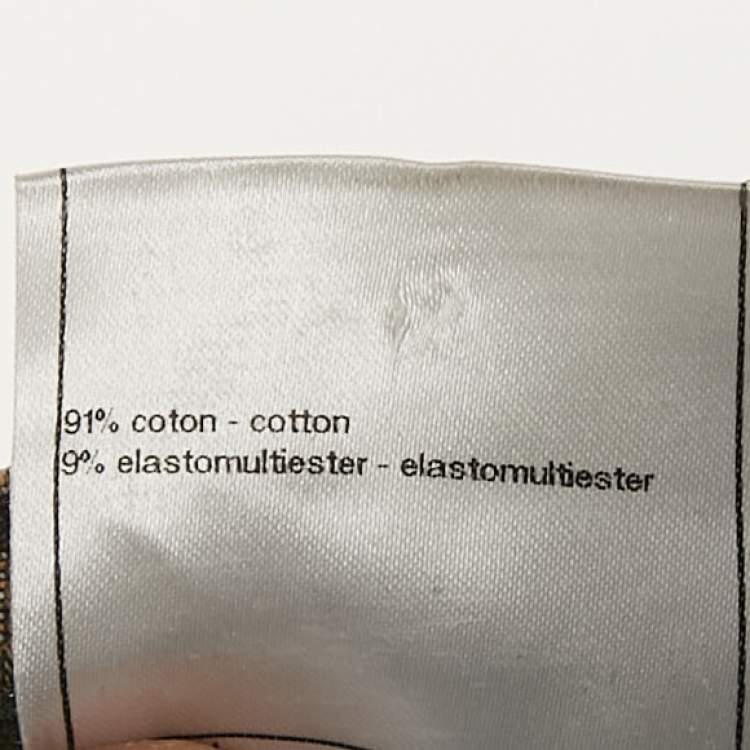 91% coton - cotton
9% elastomultiester - elastomultiester